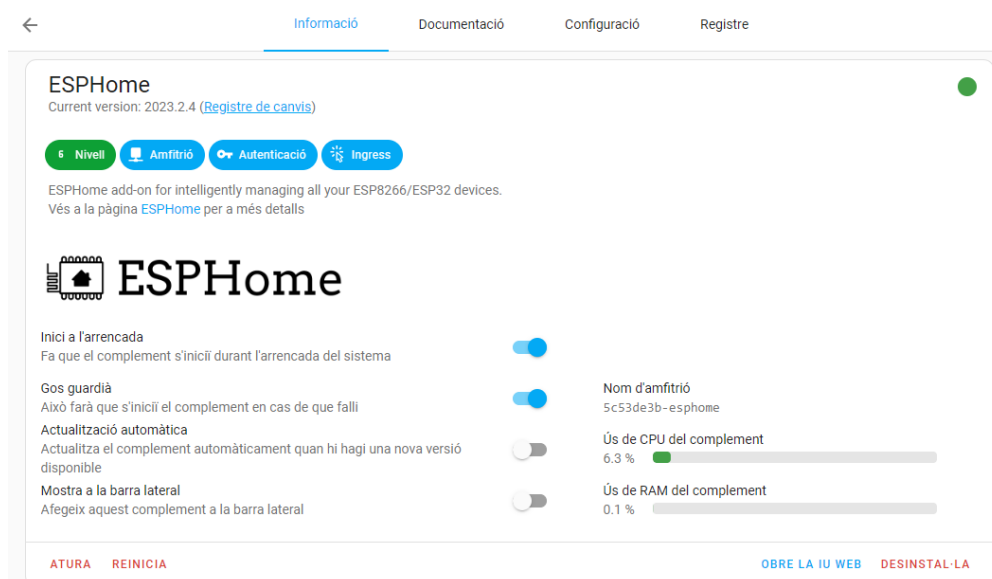 Informació
Documentació
Configuració
Registre
ESPHome
Current version: 2023.2.4 (Registre de canvis)
6 Nivell
Amfitrió
Autenticació
Ingress
ESPHome add-on for intelligently managing all your ESP8266/ESP32 devices.
Vés a la pàgina ESPHome per a més detalls
ESPHome
Inici a l'arrencada
Fa que el complement s'iniciï durant l'arrencada del sistema
Gos guardià
Això farà que s'iniciï el complement en cas de que falli
Actualització automàtica
Actualitza el complement automàticament quan hi hagi una nova versió
disponible
Mostra a la barra lateral
Afegeix aquest complement a la barra lateral
Nom d'amfitrió
5c53de3b-esphome
Ús de CPU del complement
6.3 %
Ús de RAM del complement
0.1 %
ATURA
REINICIA
OBRE LA IU WEB
DESINSTAL·LA